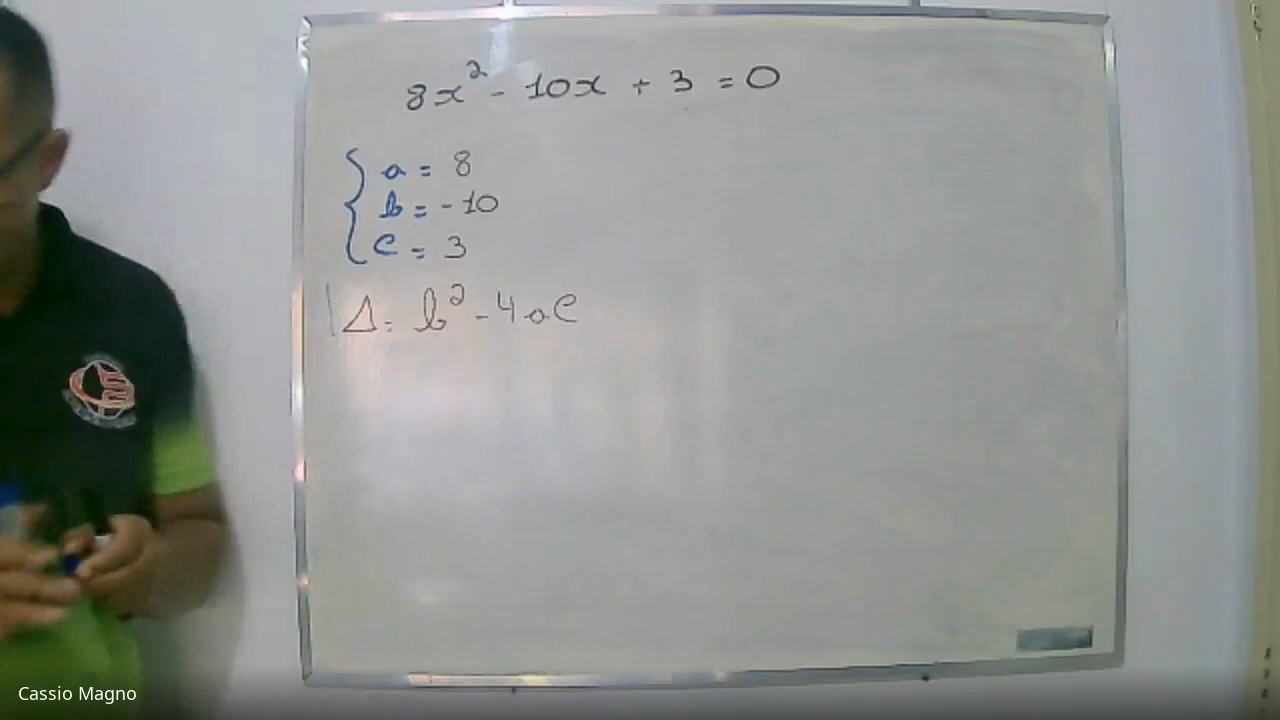 8x² - 10x + 3 = 0
a = 8
b = -10
c = 3
Δ = b² - 4ac
Cassio Magno